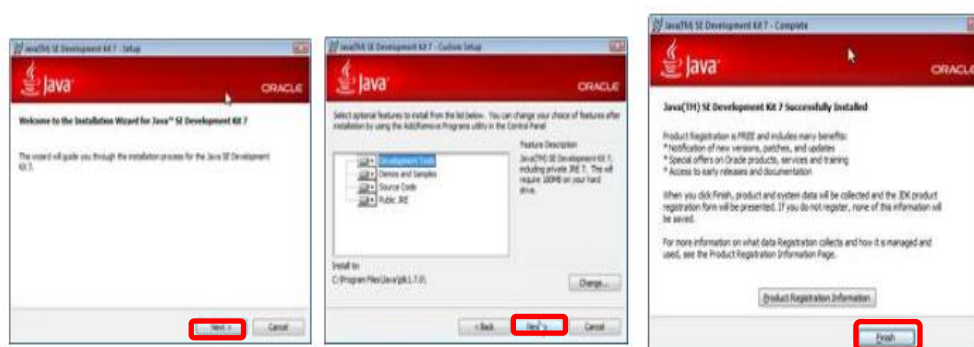 Java(TM) SE Development Kit 7 - Setup
Java
ORACLE
Welcome to the Installation Wizard for Java™ SE Development Kit 7
This wizard will guide you through the installation process for the Java SE Development
Kit 7.
Next >
Cancel
Java(TM) SE Development Kit 7 - Custom Setup
Java
ORACLE
Select optional features to install from the list below. You can change your choice of features after
installation by using the Add/Remove Programs utility in the Control Panel
Development Tools
Demos and Samples
Source Code
Public JRE
Feature Description
Java(TM) SE Development Kit 7,
including private JRE 7. This will
require 180MB on your hard
drive.
Install to:
C:\Program Files\Java\jdk1.7.0\
Change...
< Back
Next >
Cancel
Java(TM) SE Development Kit 7 - Complete
Java
ORACLE
Java(TM) SE Development Kit 7 Successfully Installed
Product Registration is FREE and includes many benefits:
* Notification of new versions, patches, and updates
* Special offers on Oracle products, services and training
* Access to early releases and documentation
When you click Finish, product and system data will be collected and the JDK product
registration form will be presented. If you do not register, none of this information will
be saved.
For more information on what data Registration collects and how it is managed and
used, see the Product Registration Information Page.
Product Registration Information
Finish